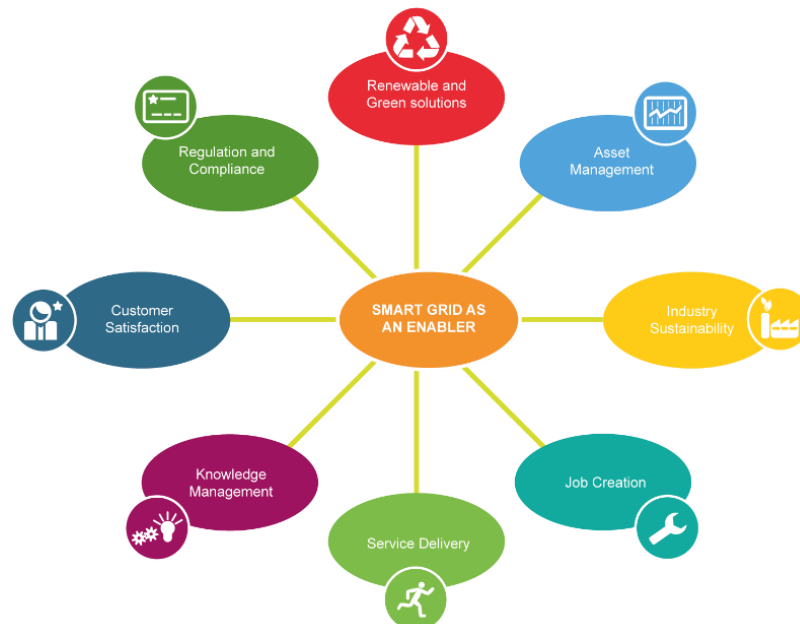 Renewable and
Green solutions
Regulation and
Compliance
Asset
Management
Customer
Satisfaction
SMART GRID AS
AN ENABLER
Industry
Sustainability
Knowledge
Management
Job Creation
Service Delivery